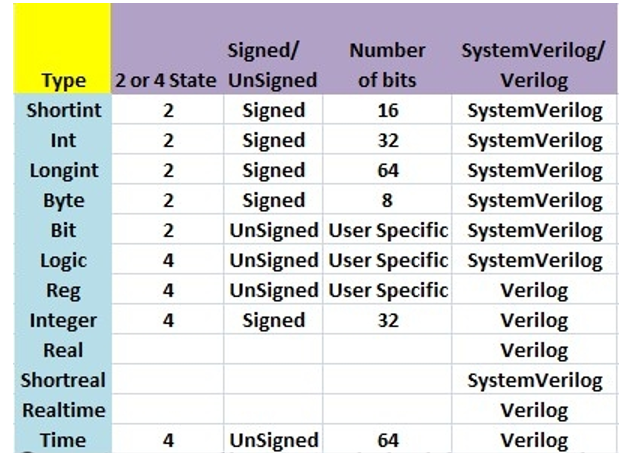 Signed/ Number SystemVerilog/
Type 2 or 4 State UnSigned of bits Verilog
Shortint 2 Signed 16 SystemVerilog
Int 2 Signed 32 SystemVerilog
Longint 2 Signed 64 SystemVerilog
Byte 2 Signed 8 SystemVerilog
Bit 2 UnSigned User Specific SystemVerilog
Logic 4 UnSigned User Specific SystemVerilog
Reg 4 UnSigned User Specific Verilog
Integer 4 Signed 32 Verilog
Real Verilog
Shortreal SystemVerilog
Realtime Verilog
Time 4 UnSigned 64 Verilog